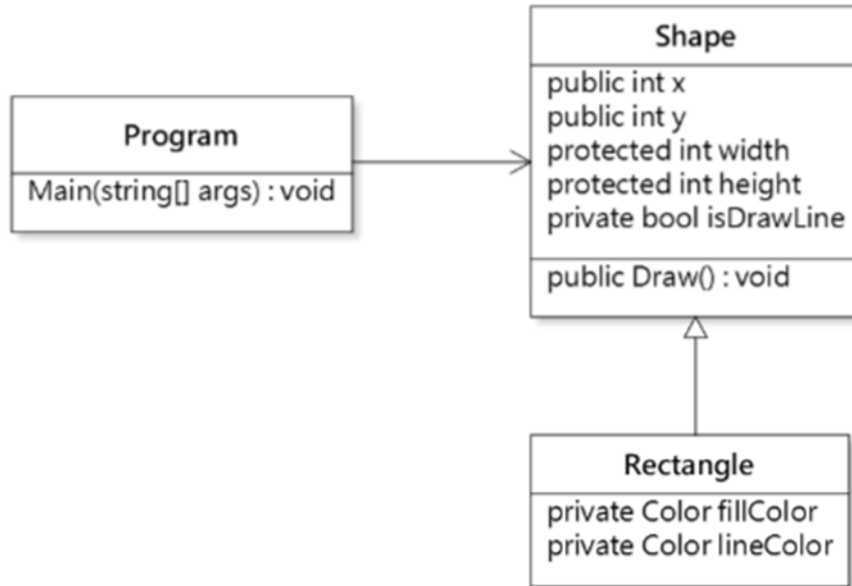 Program
Main(string[] args) : void
Shape
public int x
public int y
protected int width
protected int height
private bool isDrawLine
public Draw() : void
Rectangle
private Color fillColor
private Color lineColor